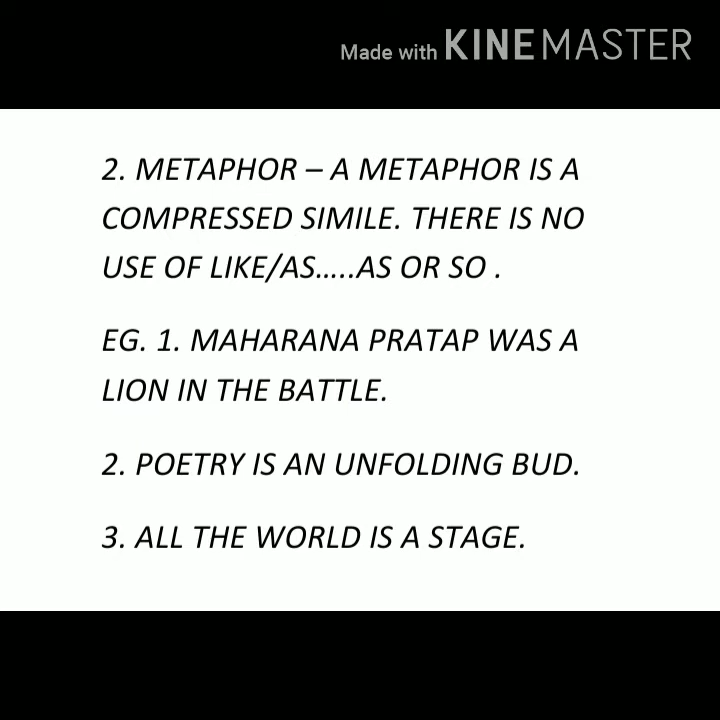 Made with KINEMASTER
2. METAPHOR – A METAPHOR IS A
COMPRESSED SIMILE. THERE IS NO
USE OF LIKE/AS.....AS OR SO .
EG. 1. MAHARANA PRATAP WAS A
LION IN THE BATTLE.
2. POETRY IS AN UNFOLDING BUD.
3. ALL THE WORLD IS A STAGE.